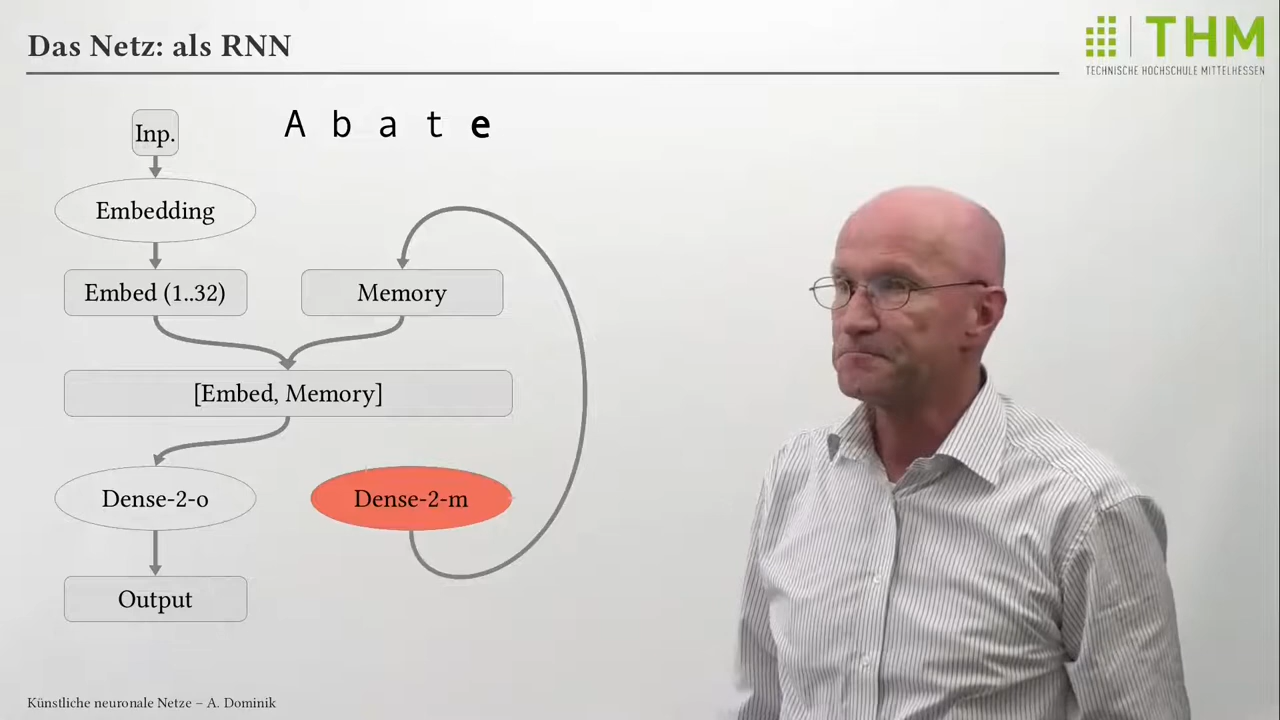 Das Netz: als RNN
THM
TECHNISCHE HOCHSCHULE MITTELHESSEN
Inp.
A b a t e
Embedding
Embed (1..32)
Memory
[Embed, Memory]
Dense-2-o
Dense-2-m
Output
Künstliche neuronale Netze – A. Dominik